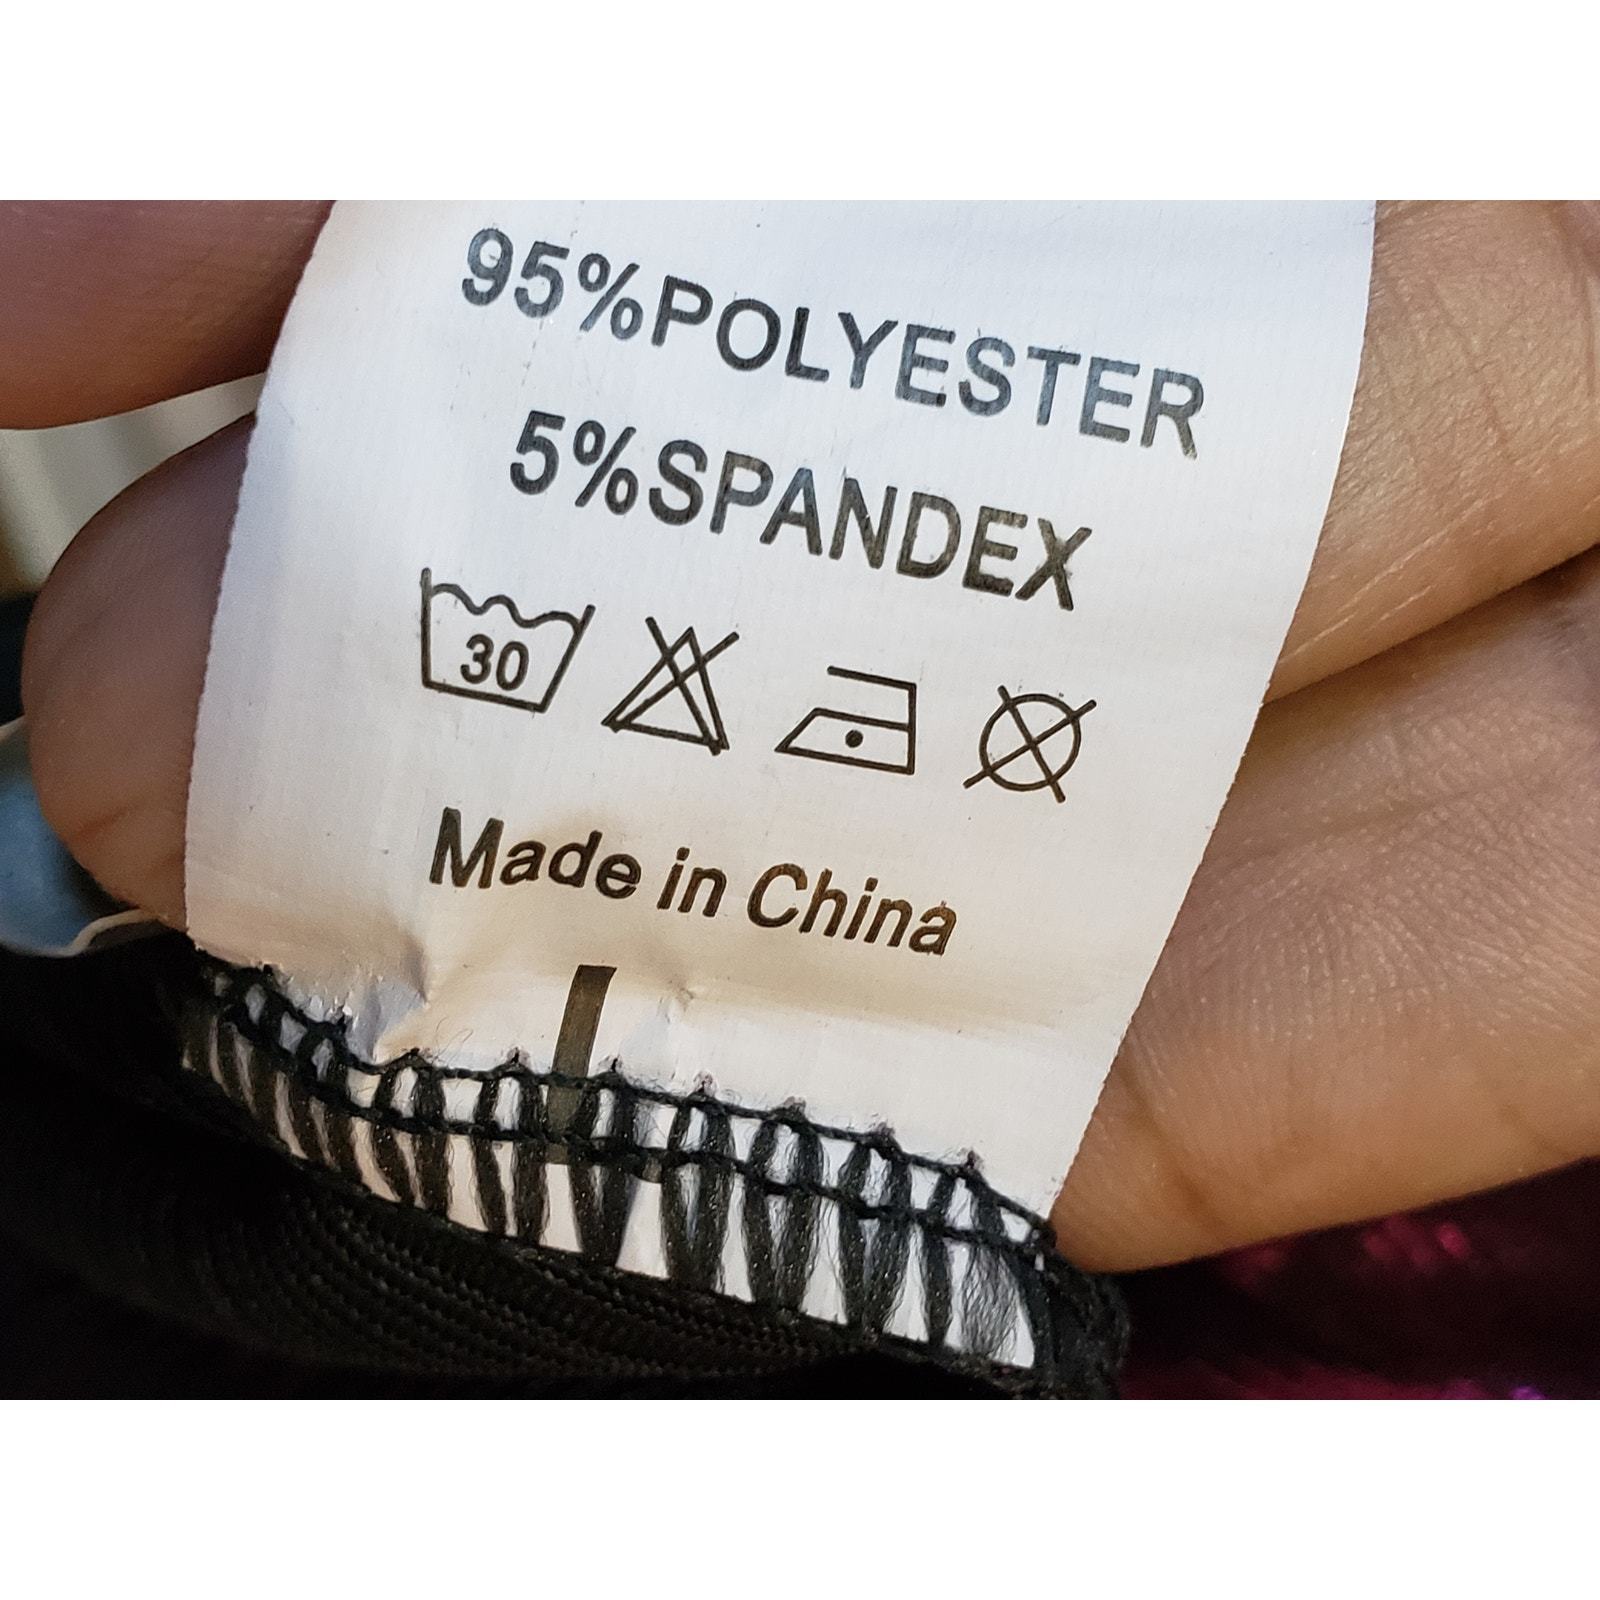 95%POLYESTER
5%SPANDEX
30
Made in China